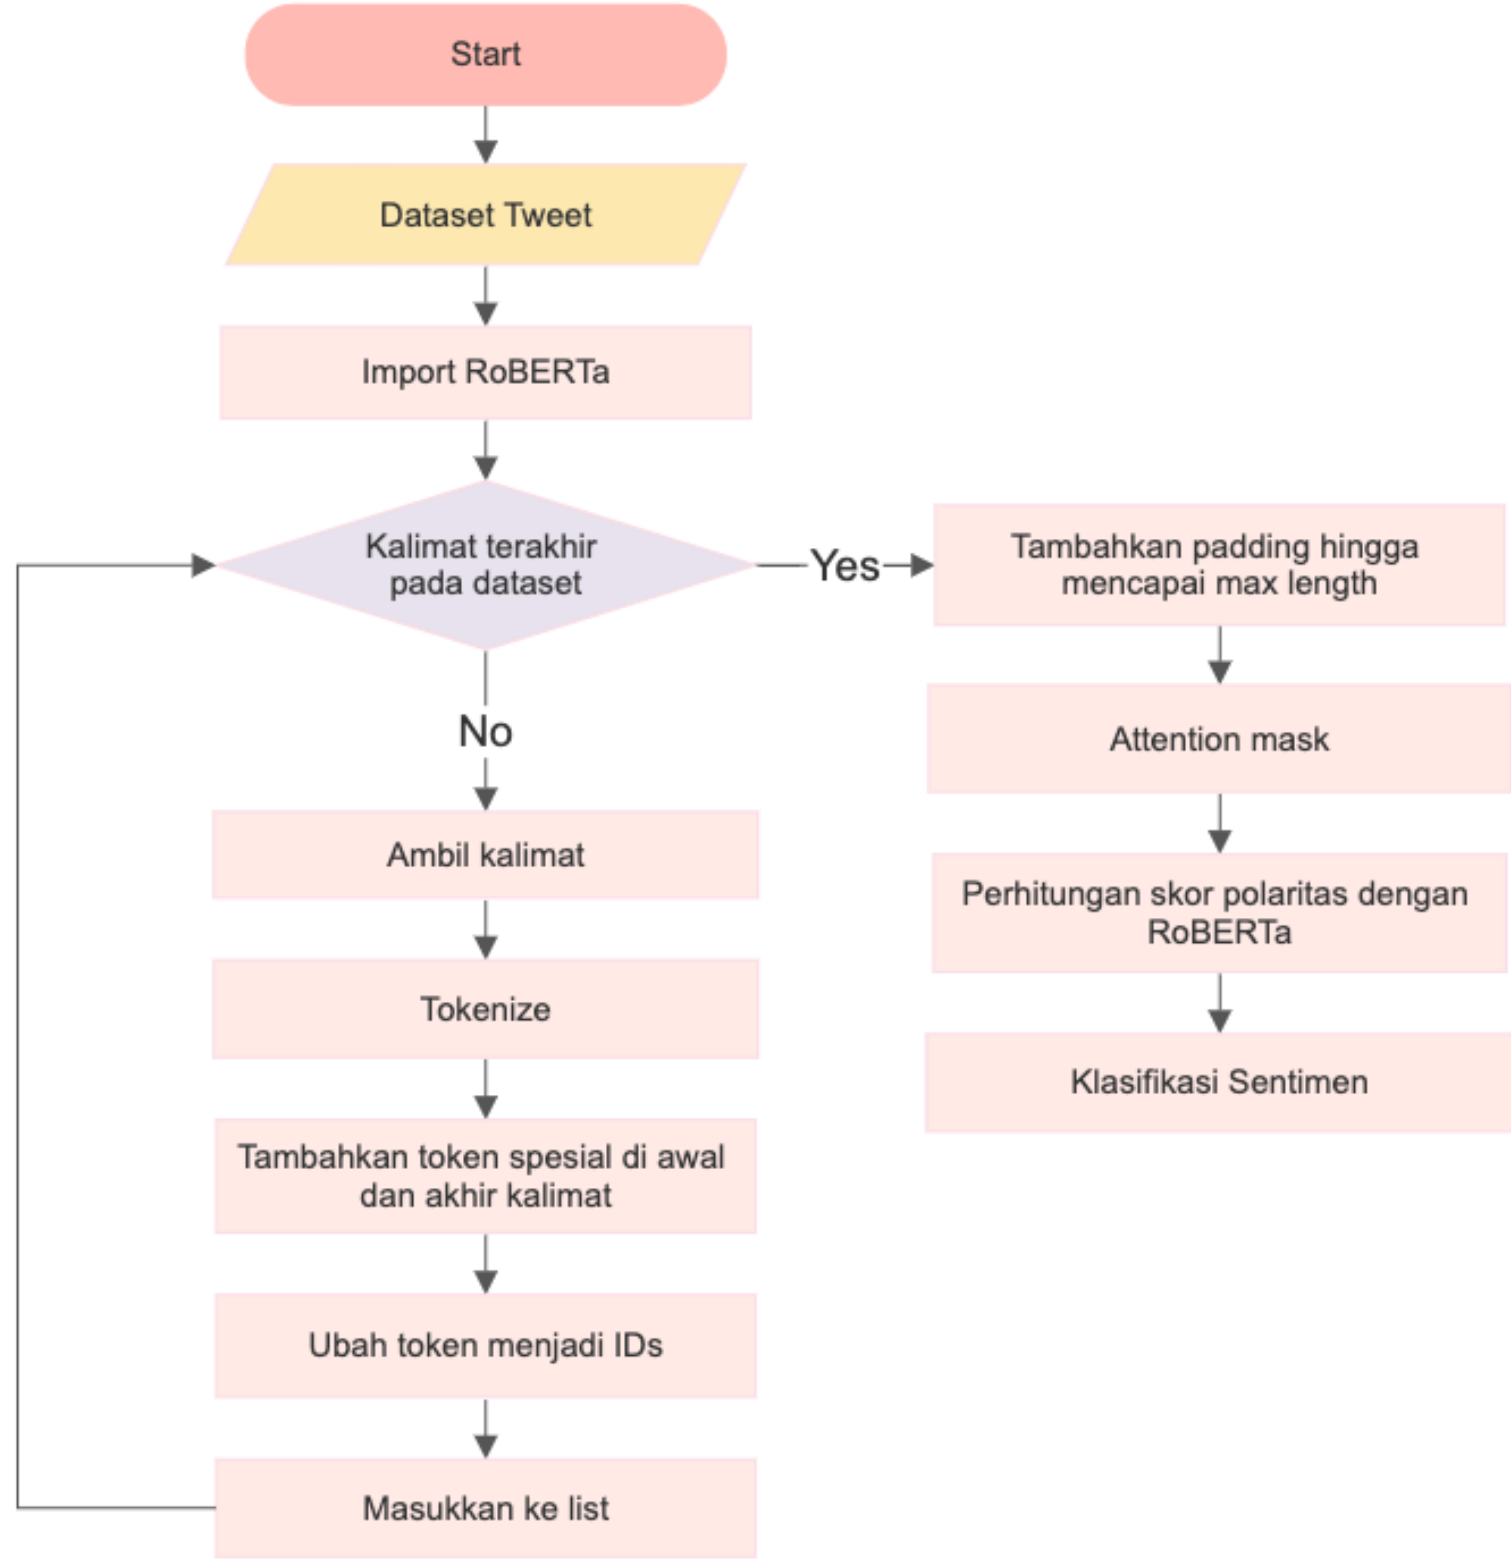 Start
Dataset Tweet
Import RoBERTa
Kalimat terakhir
pada dataset
Yes
No
Ambil kalimat
Tokenize
Tambahkan token spesial di awal
dan akhir kalimat
Ubah token menjadi IDs
Masukkan ke list
Tambahkan padding hingga
mencapai max length
Attention mask
Perhitungan skor polaritas dengan
RoBERTa
Klasifikasi Sentimen